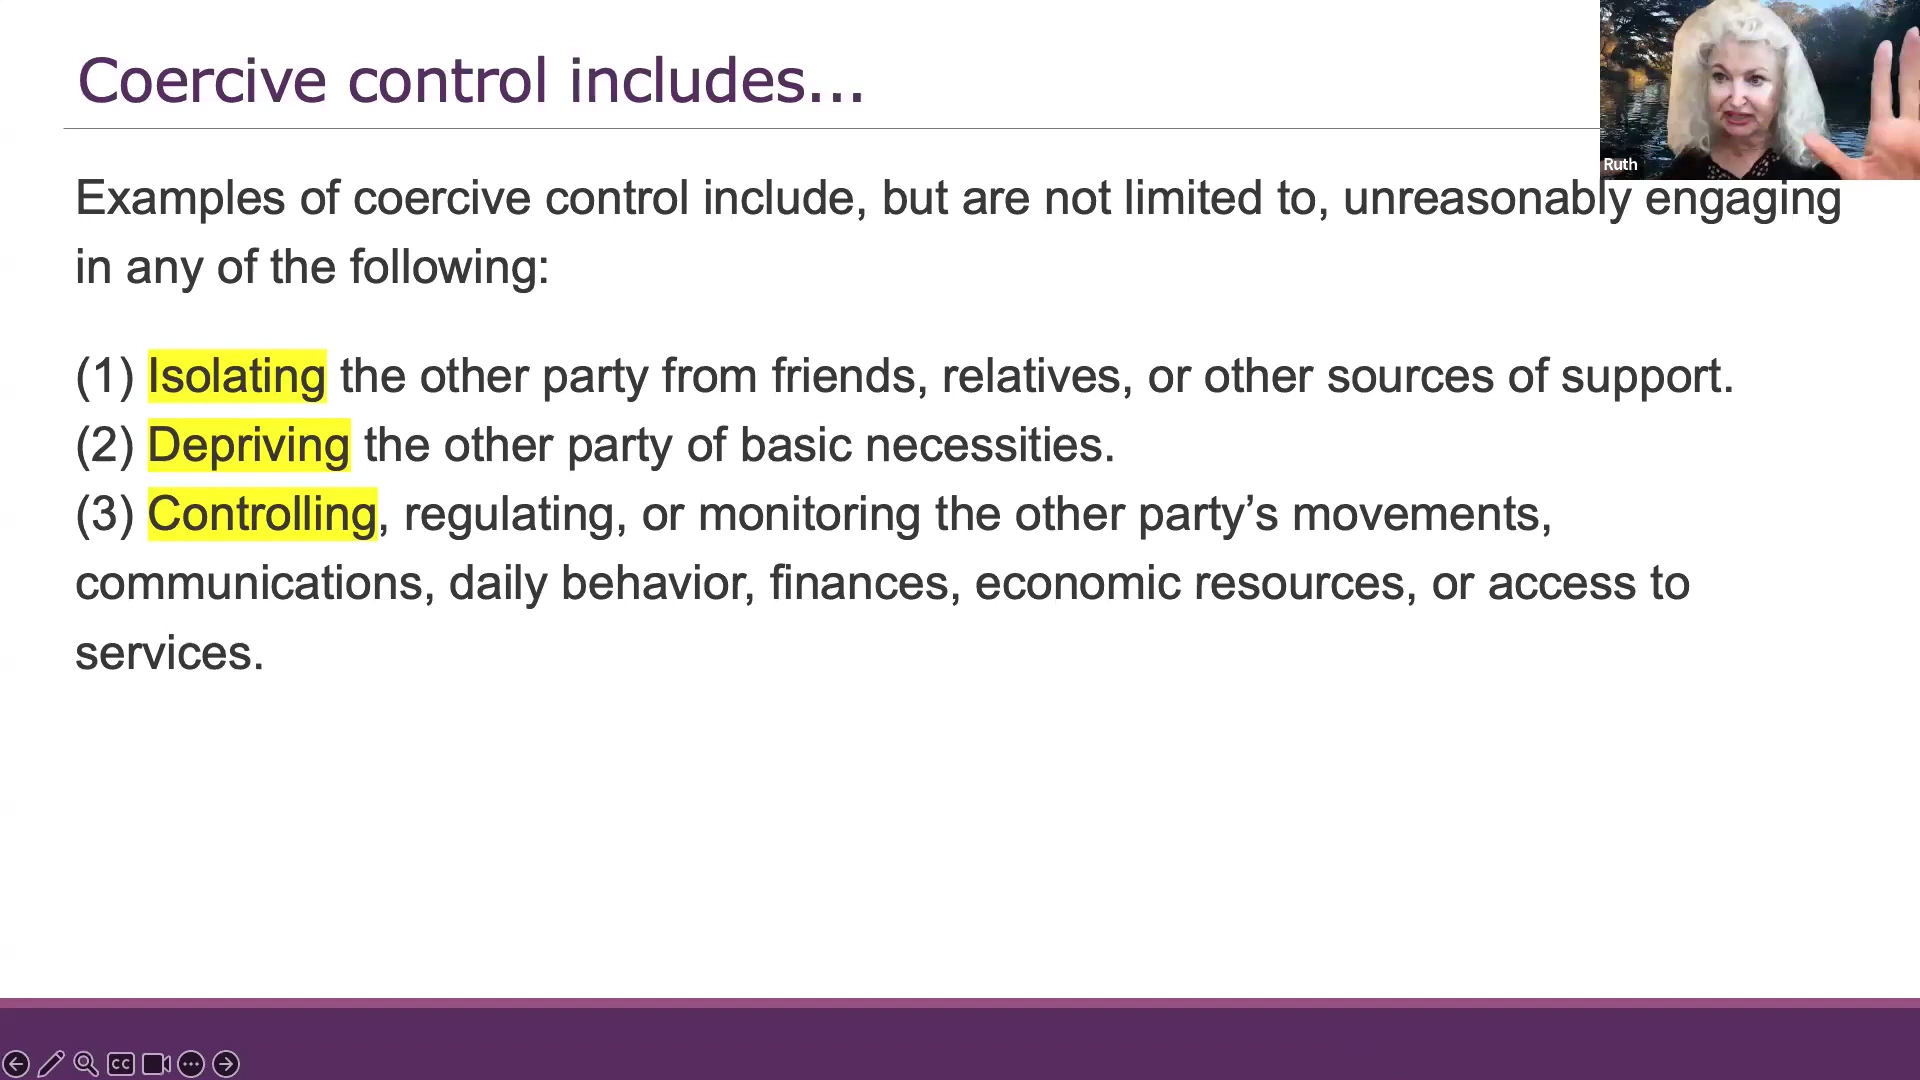 Coercive control includes...
Ruth
Examples of coercive control include, but are not limited to, unreasonably engaging
in any of the following:
(1) Isolating the other party from friends, relatives, or other sources of support.
(2) Depriving the other party of basic necessities.
(3) Controlling, regulating, or monitoring the other party’s movements,
communications, daily behavior, finances, economic resources, or access to
services.
CC